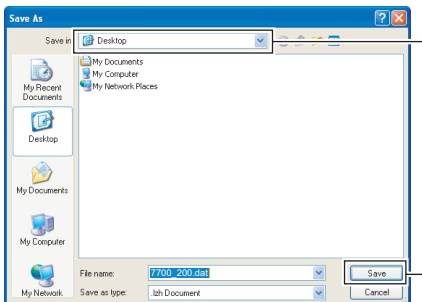 Save As
Save in
Desktop
My Documents
My Computer
My Network Places
My Recent
Documents
Desktop
My Documents
My Computer
My Network
File name:
7700_200.dat
Save
Save as type:
.lzh Document
Cancel